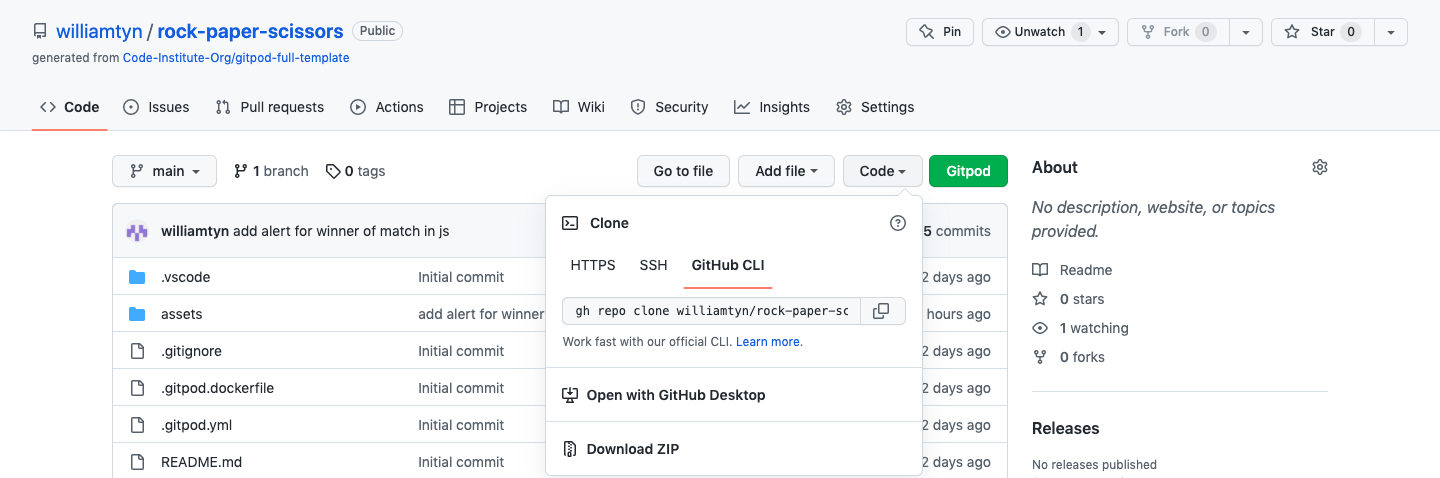 williamtyn / rock-paper-scissors Public
Pin Unwatch 1 Fork 0 Star 0
generated from Code-Institute-Org/gitpod-full-template
Code Issues Pull requests Actions Projects Wiki Security Insights Settings
main 1 branch 0 tags Go to file Add file Code Gitpod
williamtyn add alert for winner of match in js 5 commits
.vscode Initial commit 2 days ago
assets add alert for winner hours ago
.gitignore Initial commit 2 days ago
.gitpod.dockerfile Initial commit 2 days ago
.gitpod.yml Initial commit 2 days ago
README.md Initial commit 2 days ago
Clone
HTTPS SSH GitHub CLI
gh repo clone williamtyn/rock-paper-sc
Work fast with our official CLI. Learn more.
Open with GitHub Desktop
Download ZIP
About
No description, website, or topics
provided.
Readme
0 stars
1 watching
0 forks
Releases
No releases published